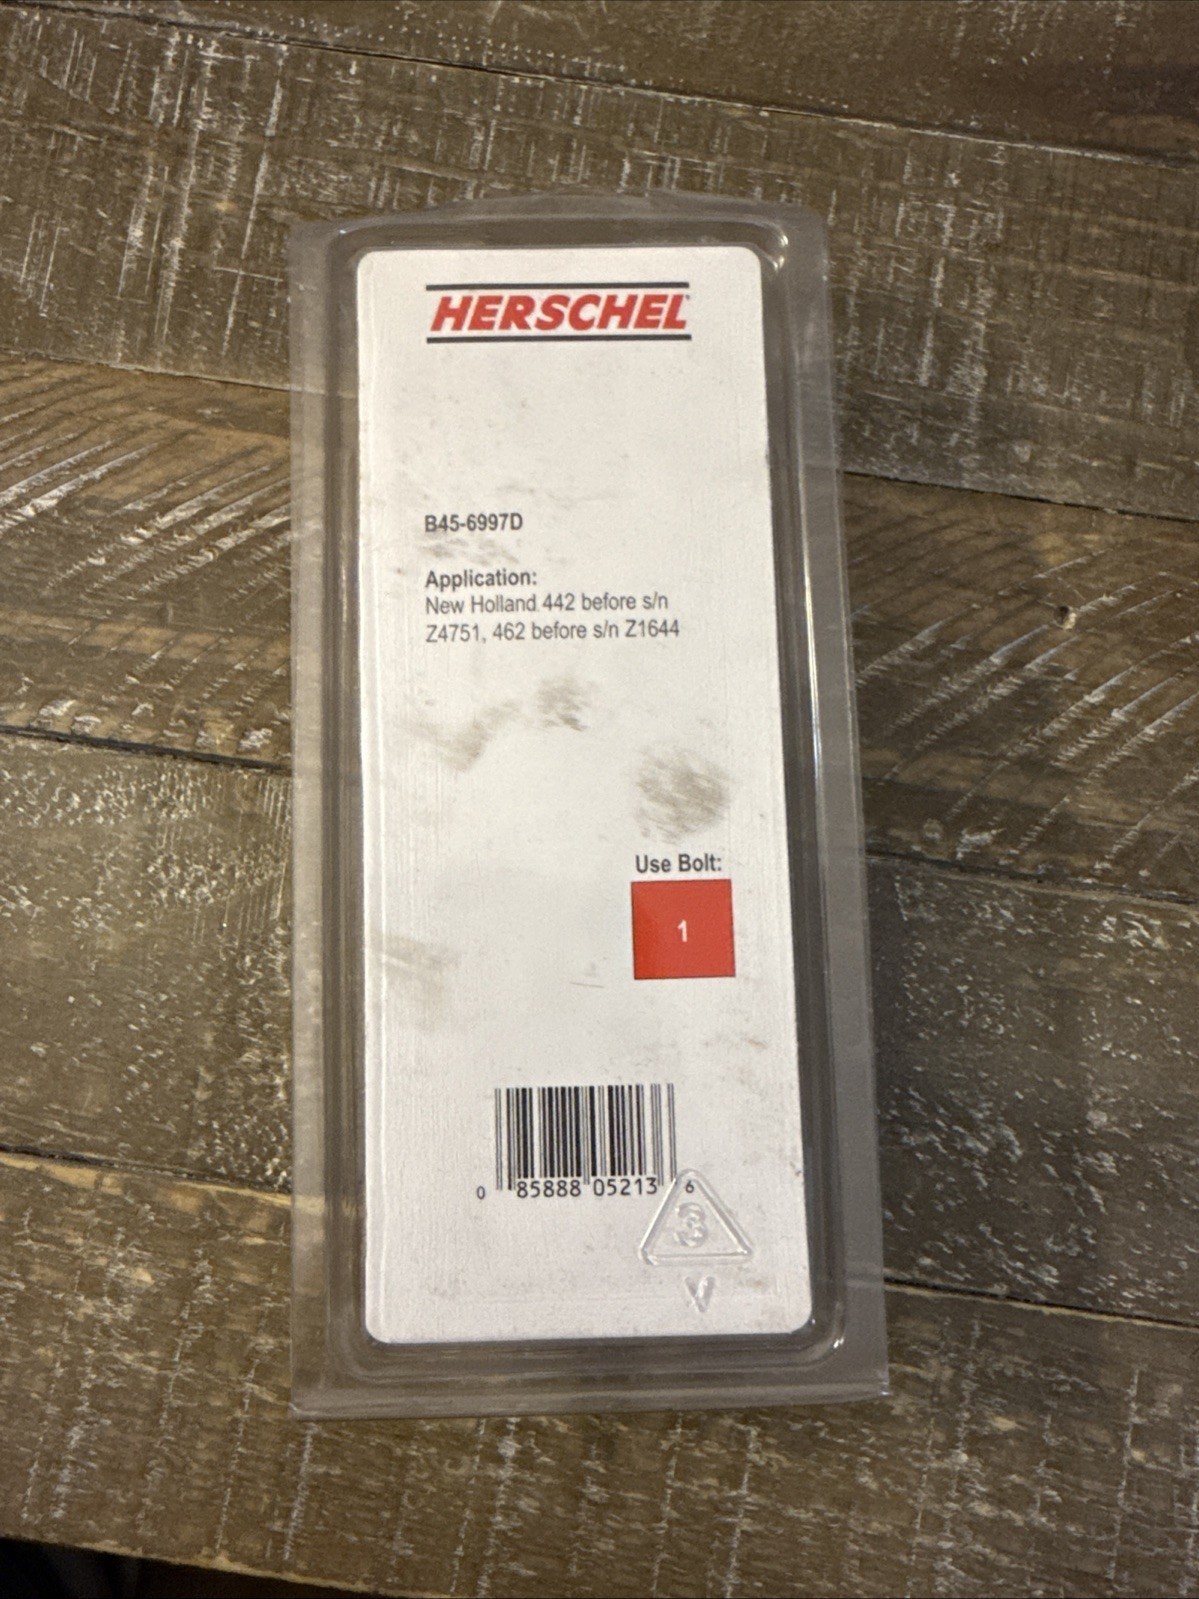 HERSCHEL
B45-6997D
Application:
New Holland 442 before s/n
Z4751, 462 before s/n Z1644
Use Bolt:
1
0 85888 05213 6
3
V